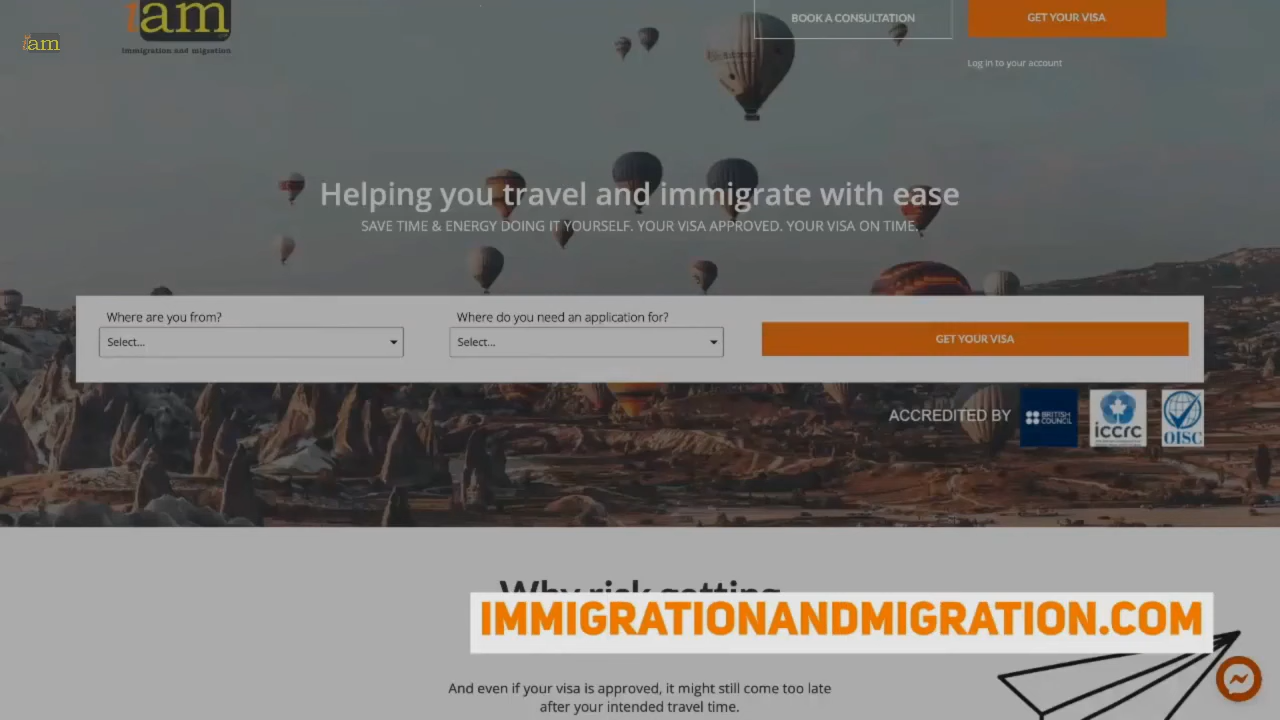 iam
immigration and migration
BOOK A CONSULTATION
GET YOUR VISA
iam
Log in to your account
Helping you travel and immigrate with ease
SAVE TIME & ENERGY DOING IT YOURSELF. YOUR VISA APPROVED. YOUR VISA ON TIME.
Where are you from?
Where do you need an application for?
Select...
Select...
GET YOUR VISA
ACCREDITED BY
BRITISH
COUNCIL
iccrc
OISC
Why risk getting
IMMIGRATIONANDMIGRATION.COM
And even if your visa is approved, it might still come too late
after your intended travel time.